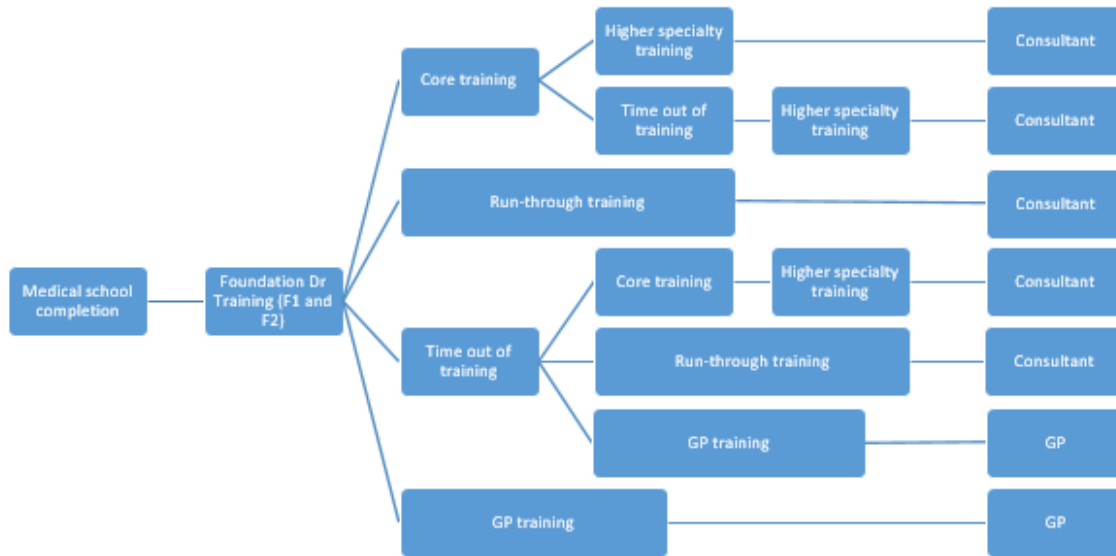 Higher specialty
training
Consultant
Core training
Time out of
training
Higher specialty
training
Consultant
Run-through training
Consultant
Medical school
completion
Foundation Dr
Training (F1 and
F2)
Core training
Higher specialty
training
Consultant
Time out of
training
Run-through training
Consultant
GP training
GP
GP training
GP